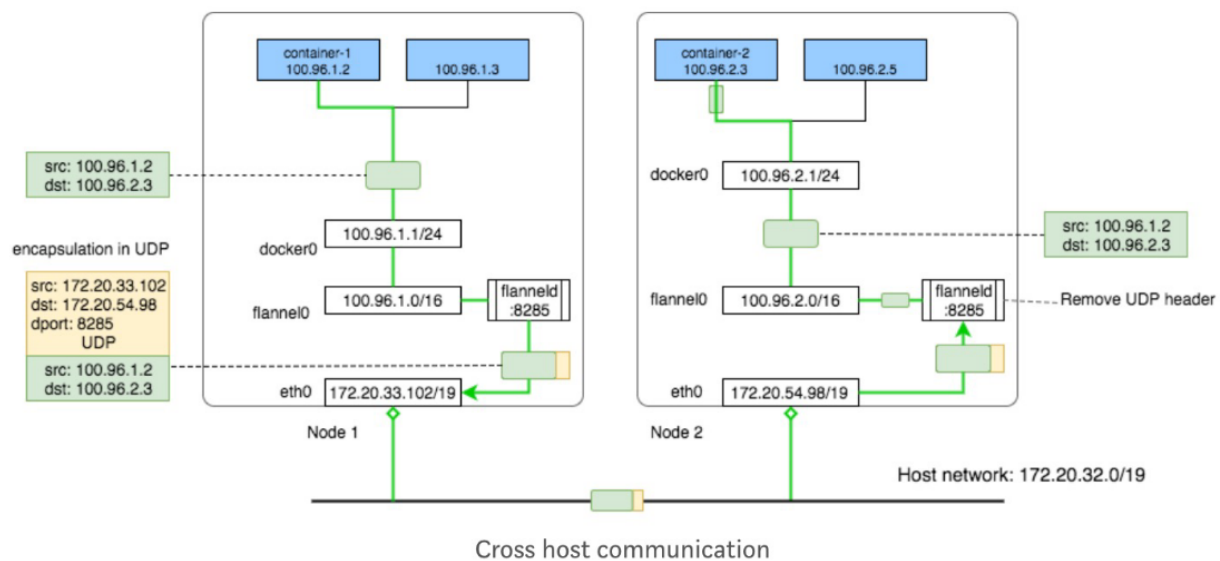 container-1
100.96.1.2
100.96.1.3
src: 100.96.1.2
dst: 100.96.2.3
encapsulation in UDP
src: 172.20.33.102
dst: 172.20.54.98
dport: 8285
UDP
src: 100.96.1.2
dst: 100.96.2.3
docker0
100.96.1.1/24
flannel0
100.96.1.0/16
flanneld
:8285
eth0
172.20.33.102/19
Node 1
container-2
100.96.2.3
100.96.2.5
docker0
100.96.2.1/24
src: 100.96.1.2
dst: 100.96.2.3
flannel0
100.96.2.0/16
flanneld
:8285
Remove UDP header
eth0
172.20.54.98/19
Node 2
Host network: 172.20.32.0/19
Cross host communication